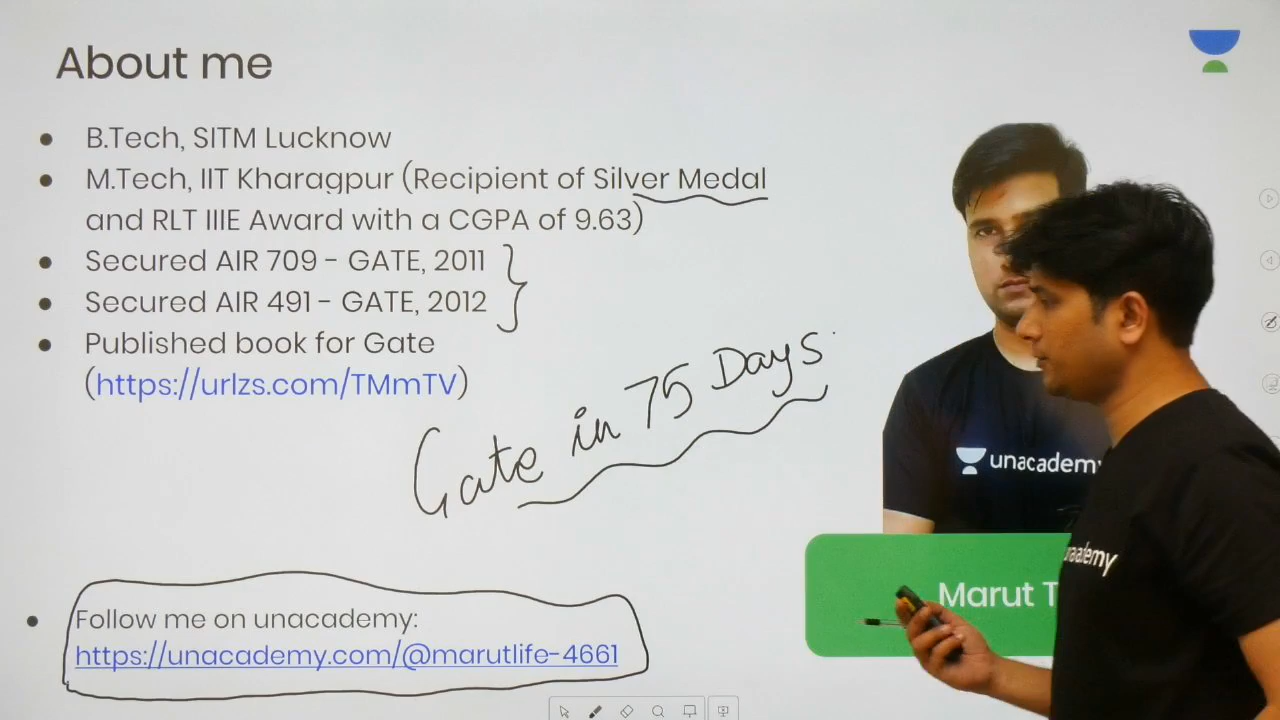 About me
B.Tech, SITM Lucknow
M.Tech, IIT Kharagpur (Recipient of Silver Medal
and RLT IIIE Award with a CGPA of 9.63)
Secured AIR 709 - GATE, 2011
Secured AIR 491 - GATE, 2012
Published book for Gate
(https://urlzs.com/TMmTV)
Gate in 75 Days
unacademy
Marut T
Follow me on unacademy:
https://unacademy.com/@marutlife-4661